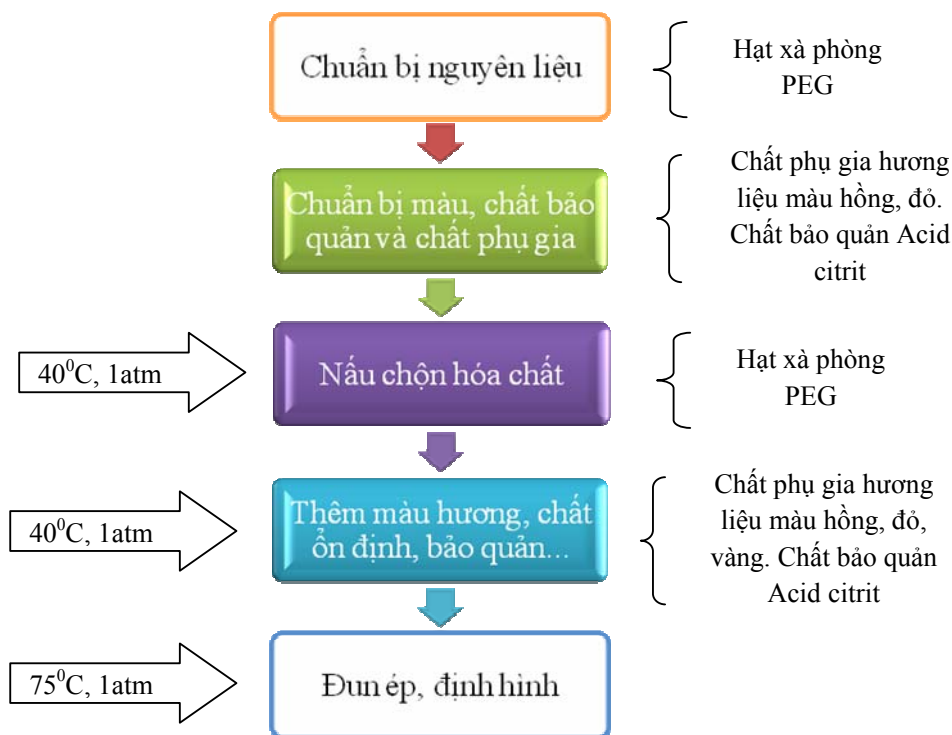 Chuẩn bị nguyên liệu
Hạt xà phòng
PEG
Chuẩn bị màu, chất bảo
quản và chất phụ gia
Chất phụ gia hương
liệu màu hồng, đỏ.
Chất bảo quản Acid
citrit
40⁰C, 1atm
Nấu chộn hóa chất
Hạt xà phòng
PEG
40⁰C, 1atm
Thêm màu hương, chất
ổn định, bảo quản...
Chất phụ gia hương
liệu màu hồng, đỏ,
vàng. Chất bảo quản
Acid citrit
75⁰C, 1atm
Đun ép, định hình